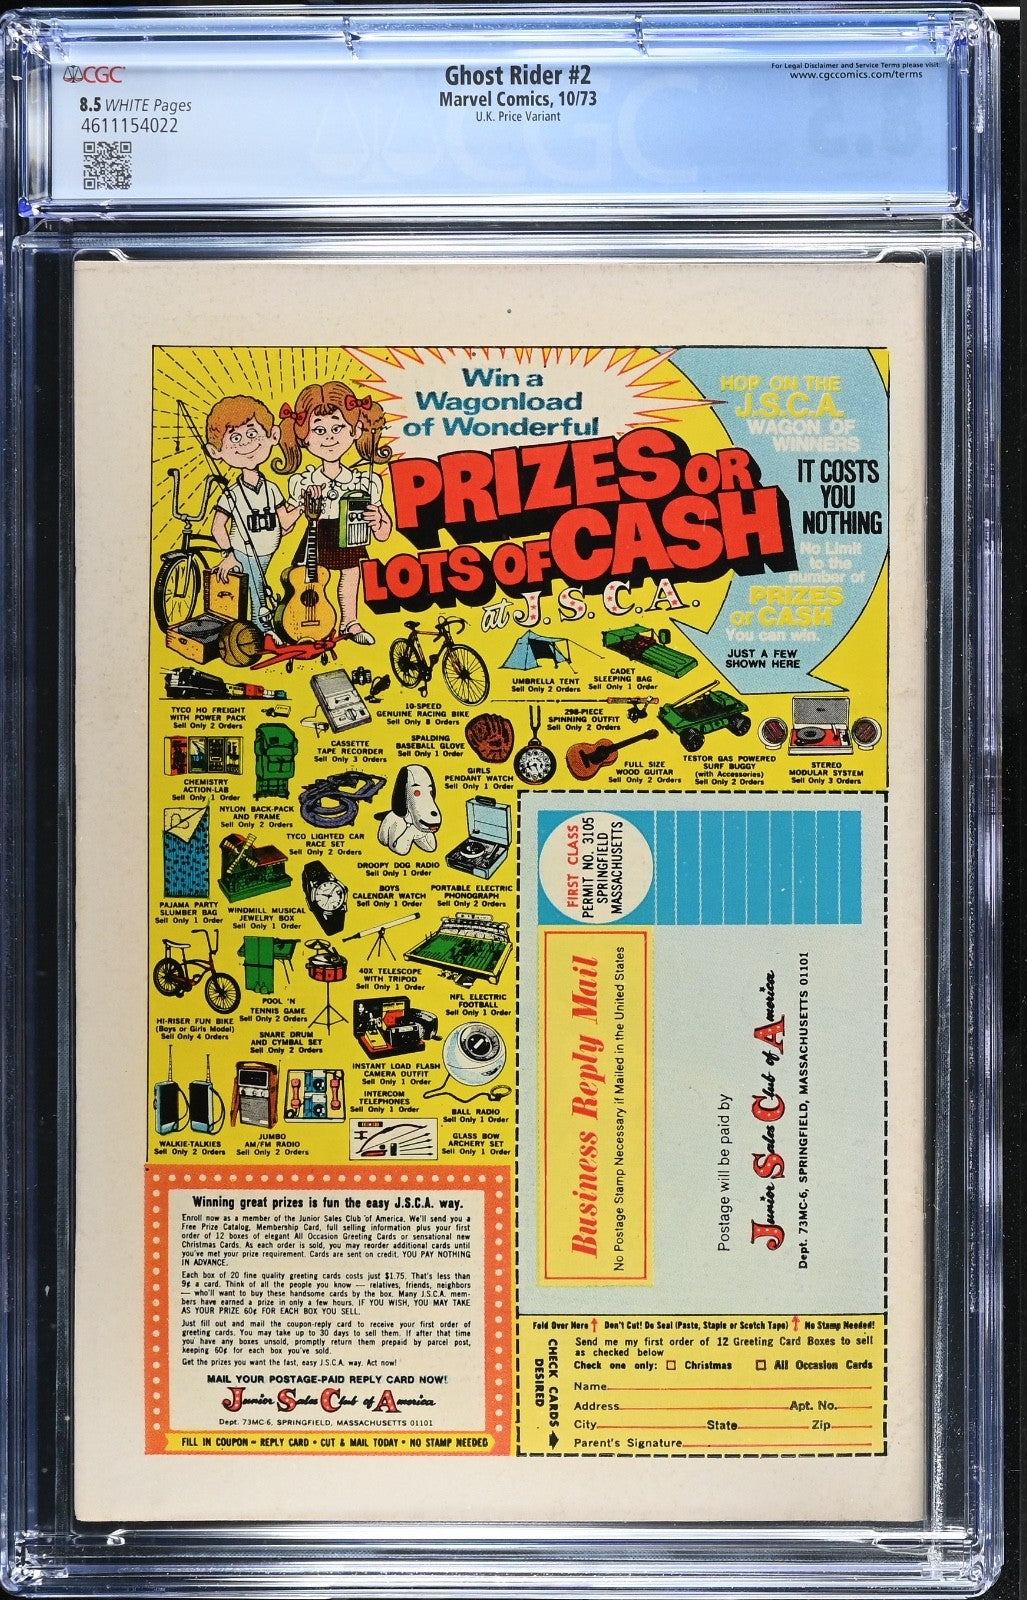 CGC
8.5 WHITE Pages
4611154022
Ghost Rider #2
Marvel Comics, 10/73
U.K. Price Variant
For Legal Disclaimer and Service Terms please visit:
www.cgccomics.com/terms
Win a
Wagonload
of Wonderful
PRIZES OR
LOTS OF CASH
at J.S.C.A.
HOP ON THE
J.S.C.A.
WAGON OF
WINNERS
IT COSTS
YOU
NOTHING
No Limit
to the
number of
PRIZES
or CASH
You can win.
JUST A FEW
SHOWN HERE
TYCO HO FREIGHT
WITH POWER PACK
Sell Only 2 Orders
CASSETTE
TAPE RECORDER
Sell Only 3 Orders
10-SPEED
GENUINE RACING BIKE
Sell Only 8 Orders
UMBRELLA TENT
Sell Only 2 Orders
CADET
SLEEPING BAG
Sell Only 1 Order
298-PIECE
SPINNING OUTFIT
Sell Only 2 Orders
SPALDING
BASEBALL GLOVE
Sell Only 1 Order
GIRLS
PENDANT WATCH
Sell Only 1 Order
FULL SIZE
WOOD GUITAR
Sell Only 2 Orders
TESTOR GAS POWERED
SURF BUGGY
(with Accessories)
Sell Only 2 Orders
STEREO
MODULAR SYSTEM
Sell Only 3 Orders
CHEMISTRY
ACTION-LAB
Sell Only 1 Order
NYLON BACK-PACK
AND FRAME
Sell Only 2 Orders
TYCO LIGHTED CAR
RACE SET
Sell Only 2 Orders
DROOPY DOG RADIO
Sell Only 1 Order
PAJAMA PARTY
SLUMBER BAG
Sell Only 1 Order
WINDMILL MUSICAL
JEWELRY BOX
Sell Only 1 Order
BOYS
CALENDAR WATCH
Sell Only 1 Order
PORTABLE ELECTRIC
PHONOGRAPH
Sell Only 2 Orders
HI-RISER FUN BIKE
(Boys or Girls Model)
Sell Only 4 Orders
POOL 'N
TENNIS GAME
Sell Only 2 Orders
SNARE DRUM
AND CYMBAL SET
Sell Only 2 Orders
40X TELESCOPE
WITH TRIPOD
Sell Only 1 Order
NFL ELECTRIC
FOOTBALL
Sell Only 1 Order
INSTANT LOAD FLASH
CAMERA OUTFIT
Sell Only 1 Order
INTERCOM
TELEPHONES
Sell Only 1 Order
BALL RADIO
Sell Only 1 Order
WALKIE-TALKIES
Sell Only 2 Orders
JUMBO
AM/FM RADIO
Sell Only 2 Orders
GLASS BOW
ARCHERY SET
Sell Only 1 Order
Winning great prizes is fun the easy J.S.C.A. way.
Enroll now as a member of the Junior Sales Club of America. We'll send you a
Free Prize Catalog, Membership Card, full selling information plus your first
order of 12 boxes of elegant All Occasion Greeting Cards or sensational new
Christmas Cards. As each order is sold, you may reorder additional cards until
you've met your prize requirement. Cards are sent on credit. YOU PAY NOTHING
IN ADVANCE.
Each box of 20 fine quality greeting cards costs just $1.75. That's less than
9¢ a card. Think of all the people you know — relatives, friends, neighbors
— who'll want to buy these handsome cards by the box. Many J.S.C.A. mem-
bers have earned a prize in only a few hours. IF YOU WISH, YOU MAY TAKE
AS YOUR PRIZE 60¢ FOR EACH BOX YOU SELL.
Just fill out and mail the coupon-reply card to receive your first order of
greeting cards. You may take up to 30 days to sell them. If after that time
you have any boxes unsold, promptly return them prepaid by parcel post,
keeping 60¢ for each box you've sold.
Get the prizes you want the fast, easy J.S.C.A. way. Act now!
MAIL YOUR POSTAGE-PAID REPLY CARD NOW!
Junior Sales Club of America
Dept. 73MC-6, SPRINGFIELD, MASSACHUSETTS 01101
FILL IN COUPON - REPLY CARD • CUT & MAIL TODAY • NO STAMP NEEDED
FIRST CLASS
PERMIT NO. 3105
SPRINGFIELD
MASSACHUSETTS
Business Reply Mail
No Postage Stamp Necessary if Mailed in the United States
Postage will be paid by
Junior Sales Club of America
Dept. 73MC-6, SPRINGFIELD, MASSACHUSETTS 01101
Fold Over Here ↑ Don't Cut! Do Seal (Paste, Staple or Scotch Tape) ↑ No Stamp Needed!
CHECK CARDS
DESIRED
Send me my first order of 12 Greeting Card Boxes to sell
as checked below
Check one only: □ Christmas □ All Occasion Cards
Name
Address Apt. No.
City State Zip
Parent's Signature